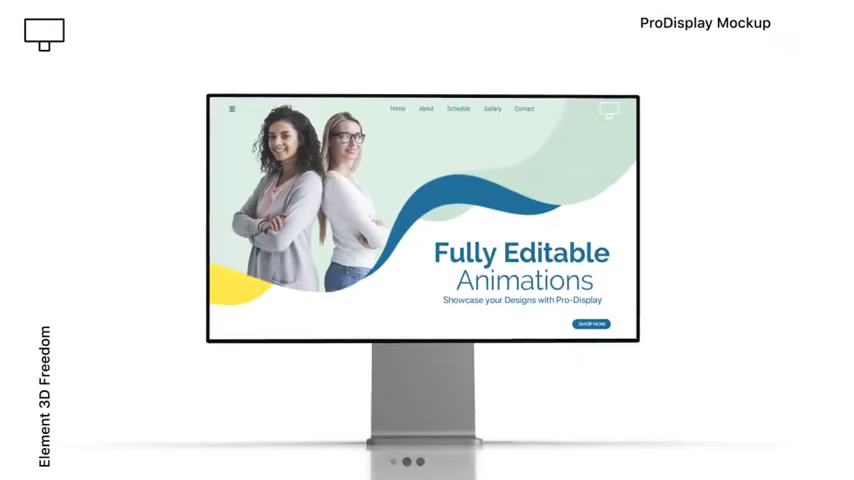 ProDisplay Mockup
Home About Schedule Gallery Contact
Fully Editable
Animations
Showcase your Designs with Pro-Display
SHOP NOW
Element 3D Freedom